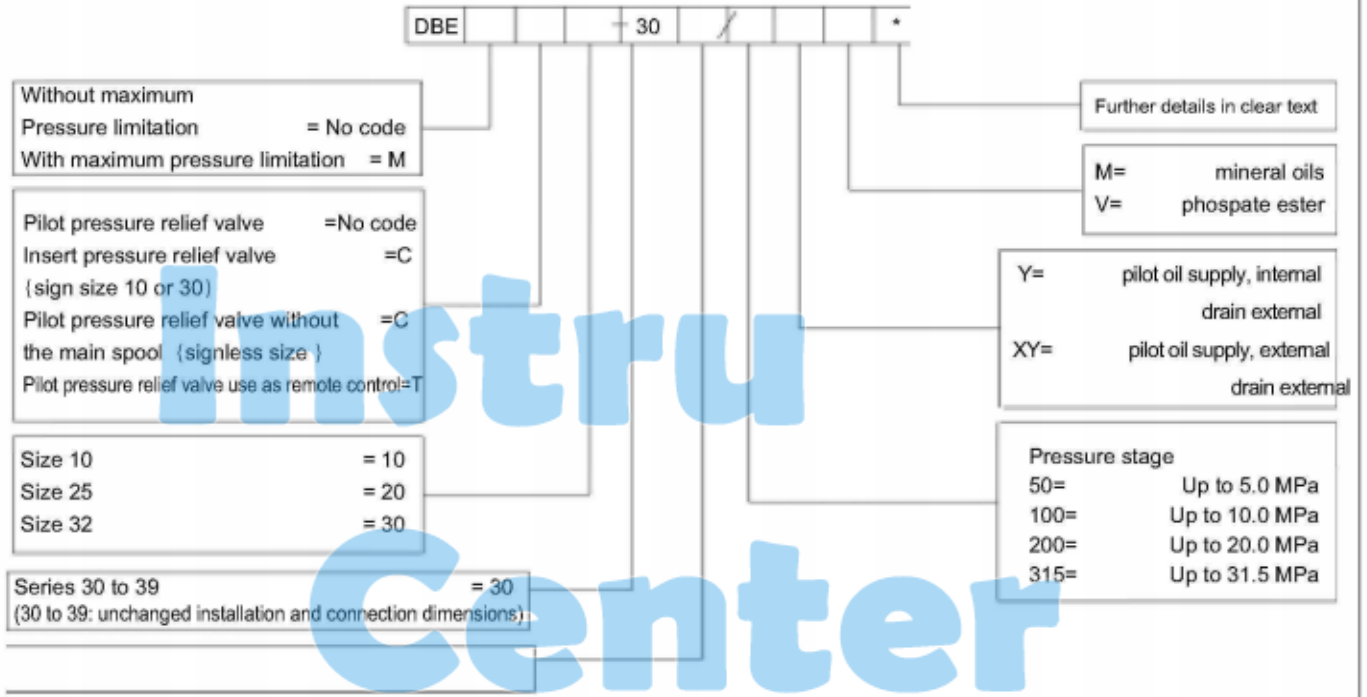 DBE - 30 / *
Without maximum
Pressure limitation = No code
With maximum pressure limitation = M
Pilot pressure relief valve =No code
Insert pressure relief valve =C
{sign size 10 or 30}
Pilot pressure relief valve without =C
the main spool {signless size }
Pilot pressure relief valve use as remote control=T
Size 10 = 10
Size 25 = 20
Size 32 = 30
Series 30 to 39 = 30
(30 to 39: unchanged installation and connection dimensions)
Further details in clear text
M= mineral oils
V= phospate ester
Y= pilot oil supply, internal
drain external
XY= pilot oil supply, external
drain external
Pressure stage
50= Up to 5.0 MPa
100= Up to 10.0 MPa
200= Up to 20.0 MPa
315= Up to 31.5 MPa
Instru
Center